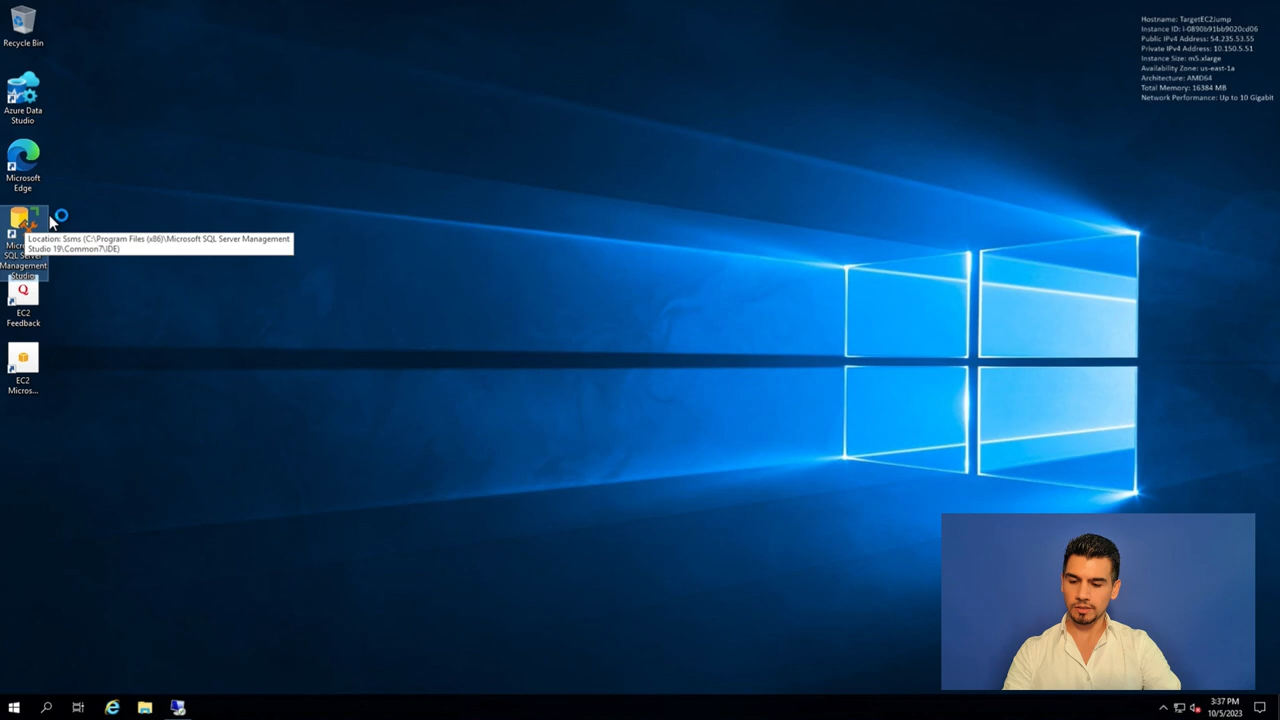 Hostname: TargetEC2Jump
Instance ID: i-0890b91bb9020cd06
Public IPv4 Address: 54.235.53.55
Private IPv4 Address: 10.150.5.51
Instance Size: m5.xlarge
Availability Zone: us-east-1a
Architecture: AMD64
Total Memory: 16384 MB
Network Performance: Up to 10 Gigabit
Recycle Bin
Azure Data
Studio
Microsoft
Edge
Location: Ssms (C:\Program Files (x86)\Microsoft SQL Server Management
Studio 19\Common7\IDE)
SQL Server
Management
Studio
Q
EC2
Feedback
EC2
Micros...
3:37 PM
10/5/2023